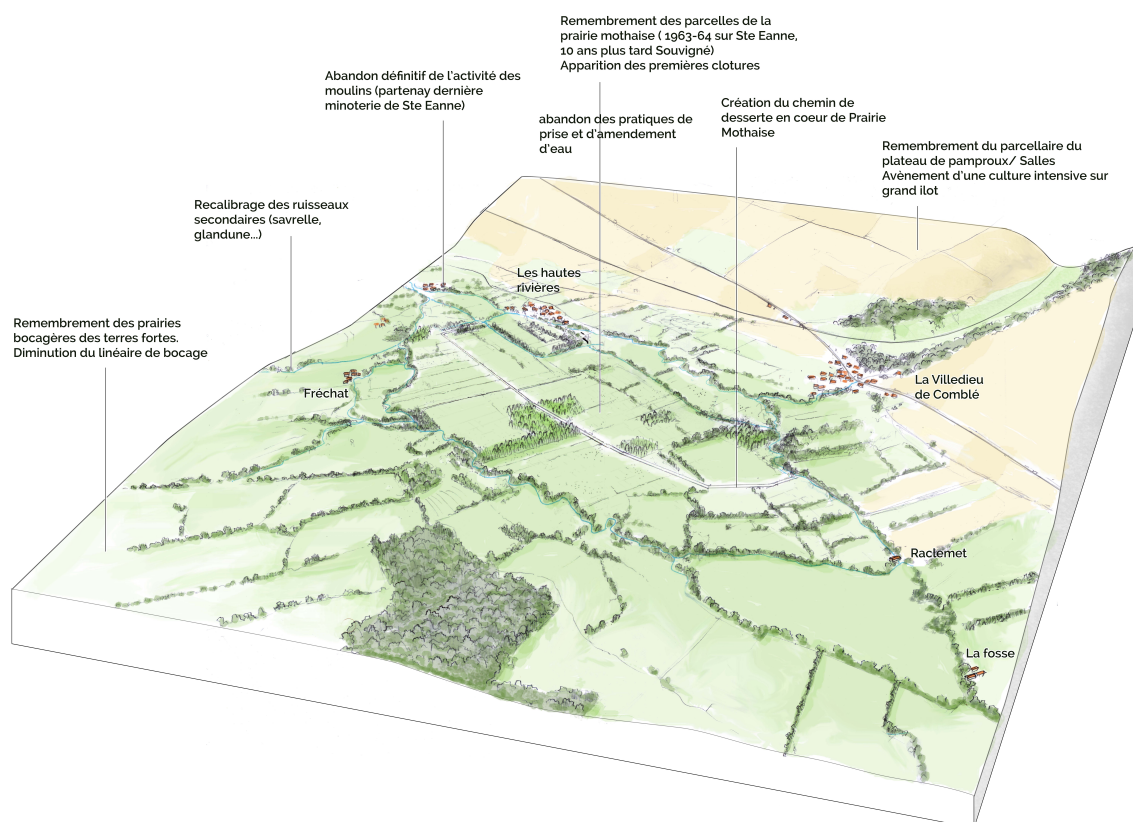 Remembrement des parcelles de la
prairie mothaise ( 1963-64 sur Ste Eanne,
10 ans plus tard Souvigné)
Apparition des premières clotures
Abandon définitif de l'activité des
moulins (partenay dernière
minoterie de Ste Eanne)
abandon des pratiques de
prise et d'amendement
d'eau
Création du chemin de
desserte en coeur de Prairie
Mothaise
Remembrement du parcellaire du
plateau de pamproux/ Salles
Avènement d'une culture intensive sur
grand ilot
Recalibrage des ruisseaux
secondaires (savrelle,
glandune...)
Remembrement des prairies
bocagères des terres fortes.
Diminution du linéaire de bocage
Les hautes
rivières
Fréchat
La Villedieu
de Comblé
Raclemet
La fosse